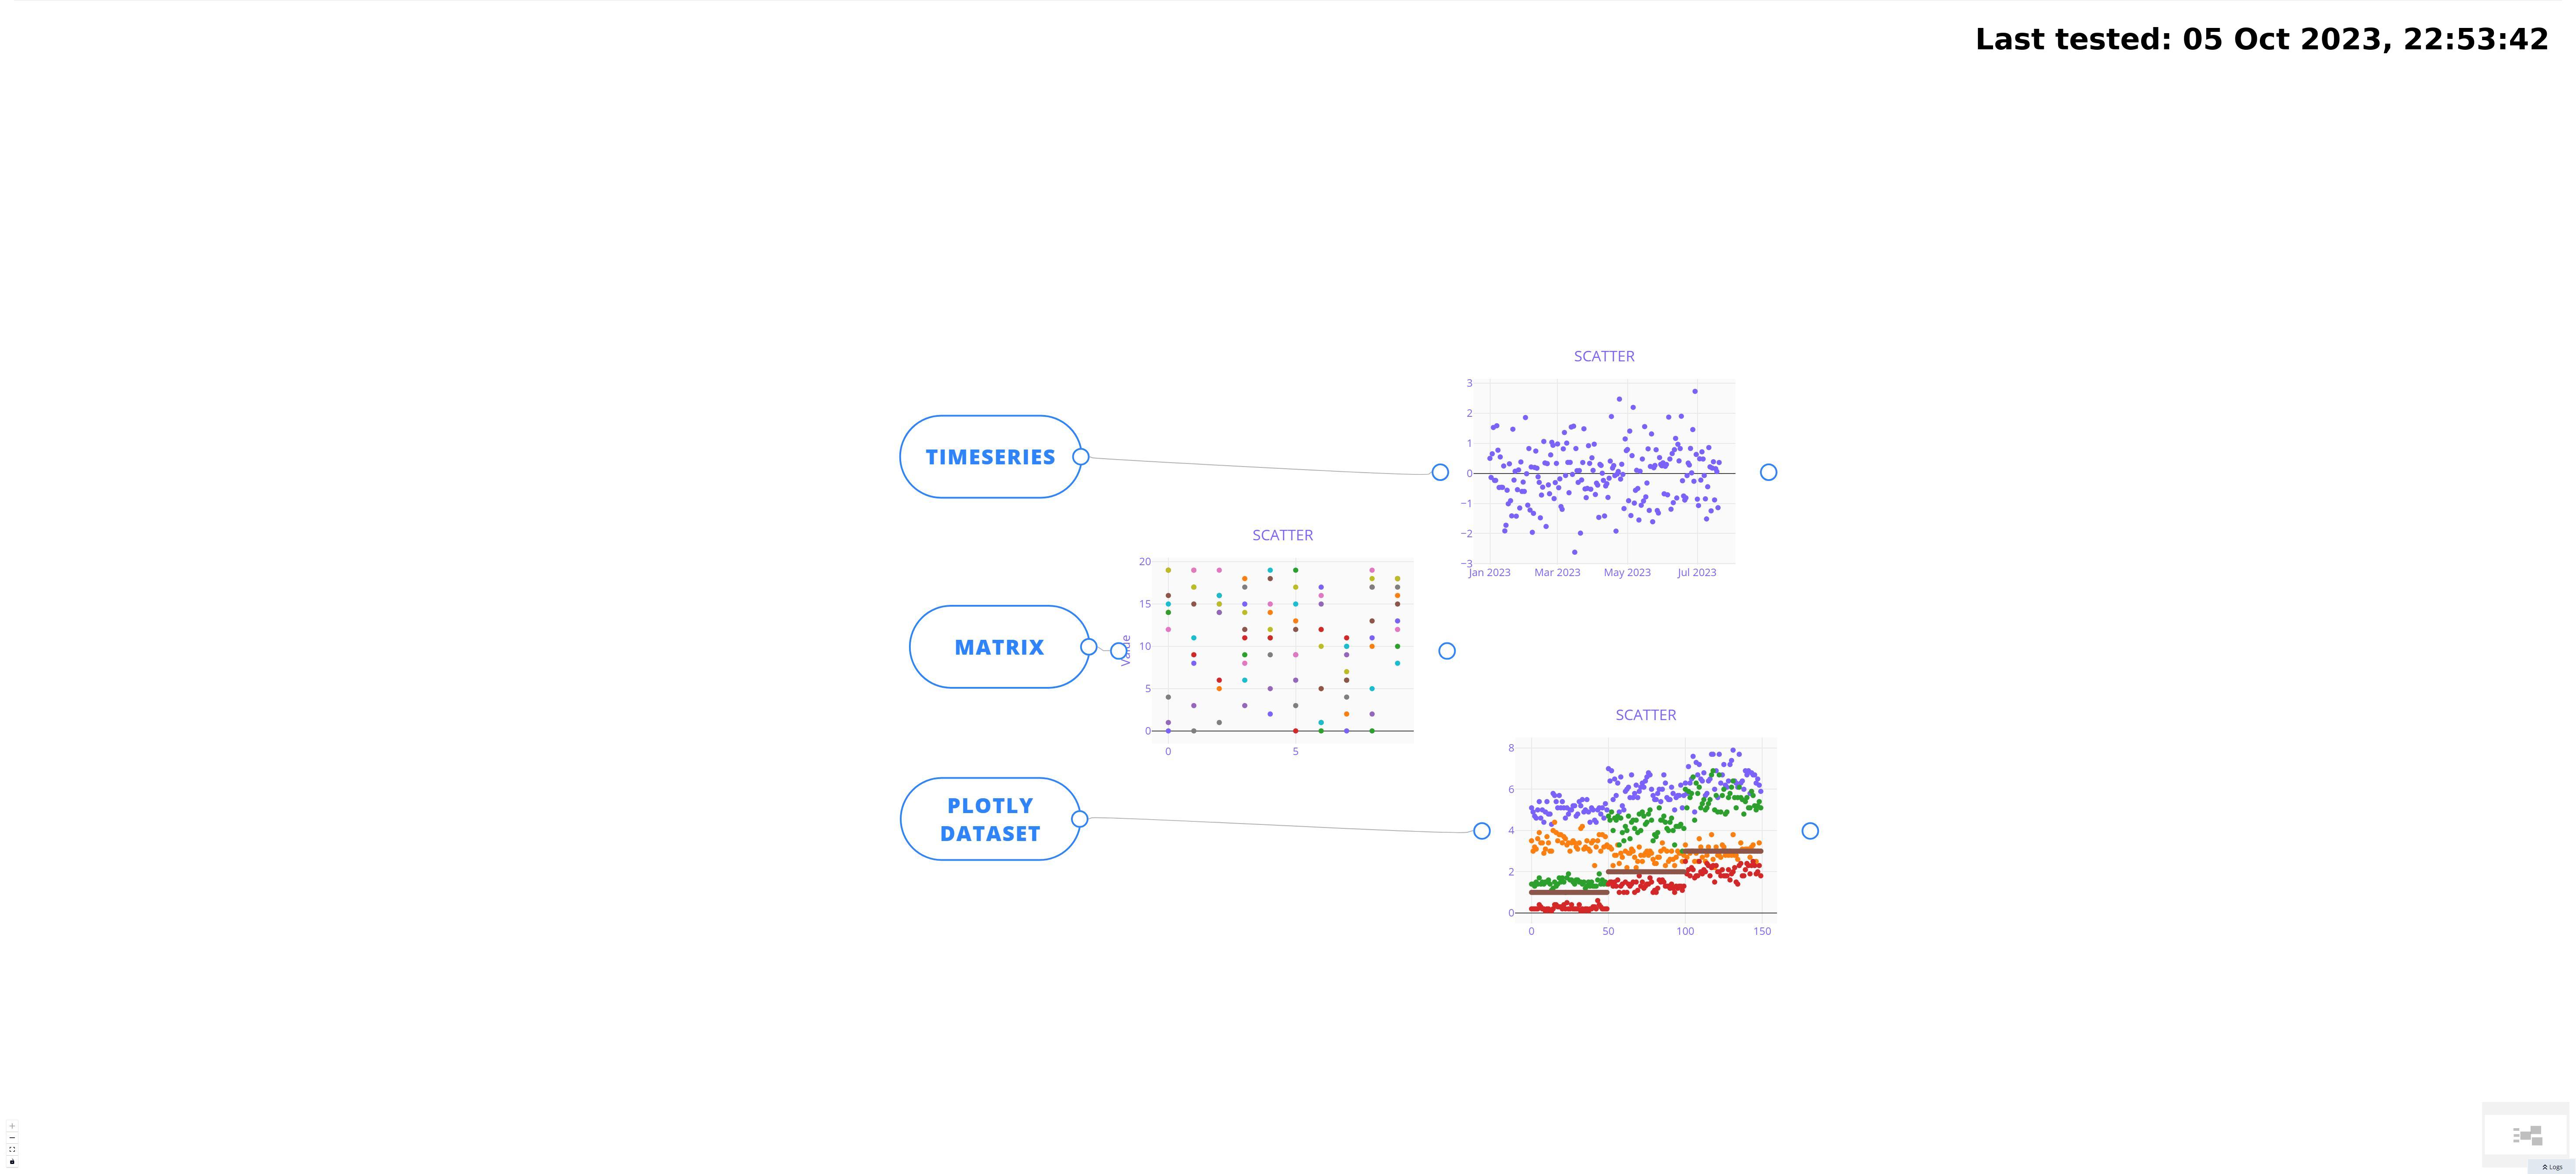 Last tested: 05 Oct 2023, 22:53:42
SCATTER
3
2
1
0
−1
−2
−3
Jan 2023 Mar 2023 May 2023 Jul 2023
TIMESERIES
SCATTER
20
15
10
5
0
Value
0 5
MATRIX
SCATTER
8
6
4
2
0
0 50 100 150
PLOTLY
DATASET
Logs